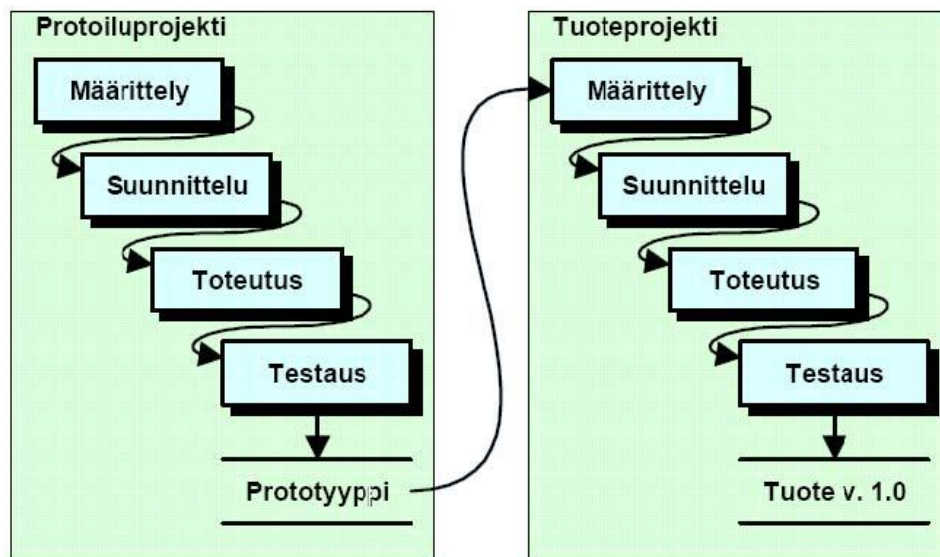 Protoiluprojekti
Määrittely
Suunnittelu
Toteutus
Testaus
Prototyyppi
Tuoteprojekti
Määrittely
Suunnittelu
Toteutus
Testaus
Tuote v. 1.0